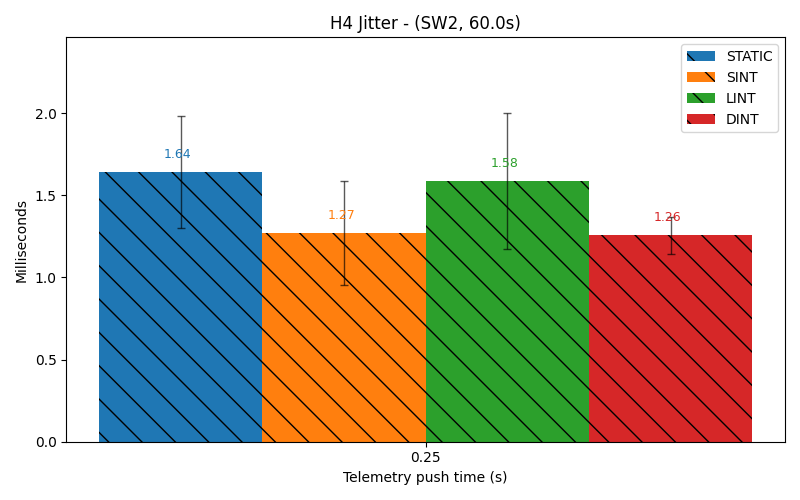 H4 Jitter - (SW2, 60.0s)
STATIC
SINT
LINT
DINT
1.64
1.27
1.58
1.26
2.0
1.5
1.0
0.5
0.0
Milliseconds
0.25
Telemetry push time (s)